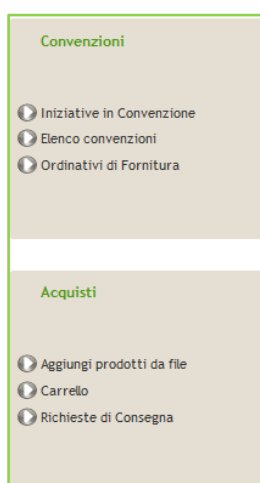 Convenzioni
Iniziative in Convenzione
Elenco convenzioni
Ordinativi di Fornitura
Acquisti
Aggiungi prodotti da file
Carrello
Richieste di Consegna